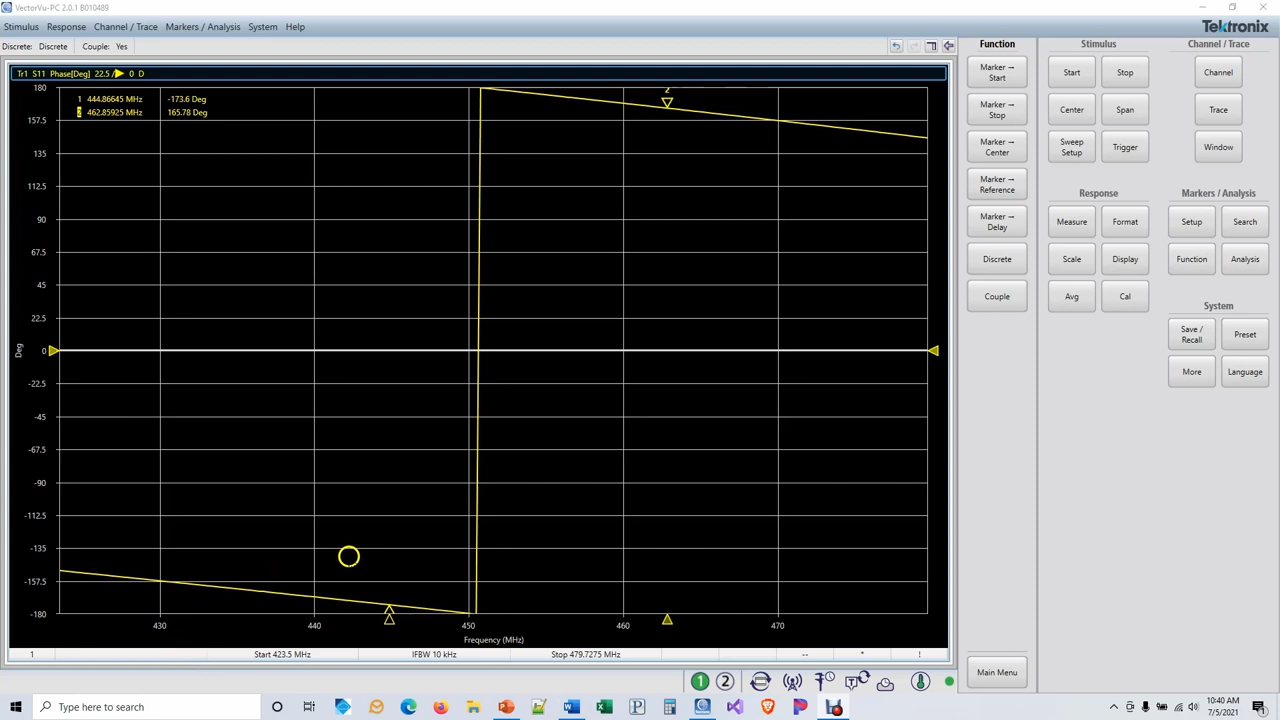 VectorVu-PC 2.0.1 B010489
Stimulus Response Channel / Trace Markers / Analysis System Help
Tektronix
Discrete: Discrete Couple: Yes
Tr1 S11 Phase[Deg] 22.5 / 0 D
1 444.86645 MHz -173.6 Deg
2 462.85925 MHz 165.78 Deg
2
180
157.5
135
112.5
90
67.5
45
22.5
0
-22.5
-45
-67.5
-90
-112.5
-135
-157.5
-180
Deg
430 440 450 460 470
Frequency (MHz)
1 Start 423.5 MHz IFBW 10 kHz Stop 479.7275 MHz -- * !
Function
Marker →
Start
Marker →
Stop
Marker →
Center
Marker →
Reference
Marker →
Delay
Discrete
Couple
Main Menu
Stimulus
Start Stop
Center Span
Sweep
Setup
Trigger
Response
Measure Format
Scale Display
Avg Cal
Channel / Trace
Channel
Trace
Window
Markers / Analysis
Setup Search
Function Analysis
System
Save /
Recall
Preset
More Language
1 2
Type here to search
10:40 AM
7/5/2021